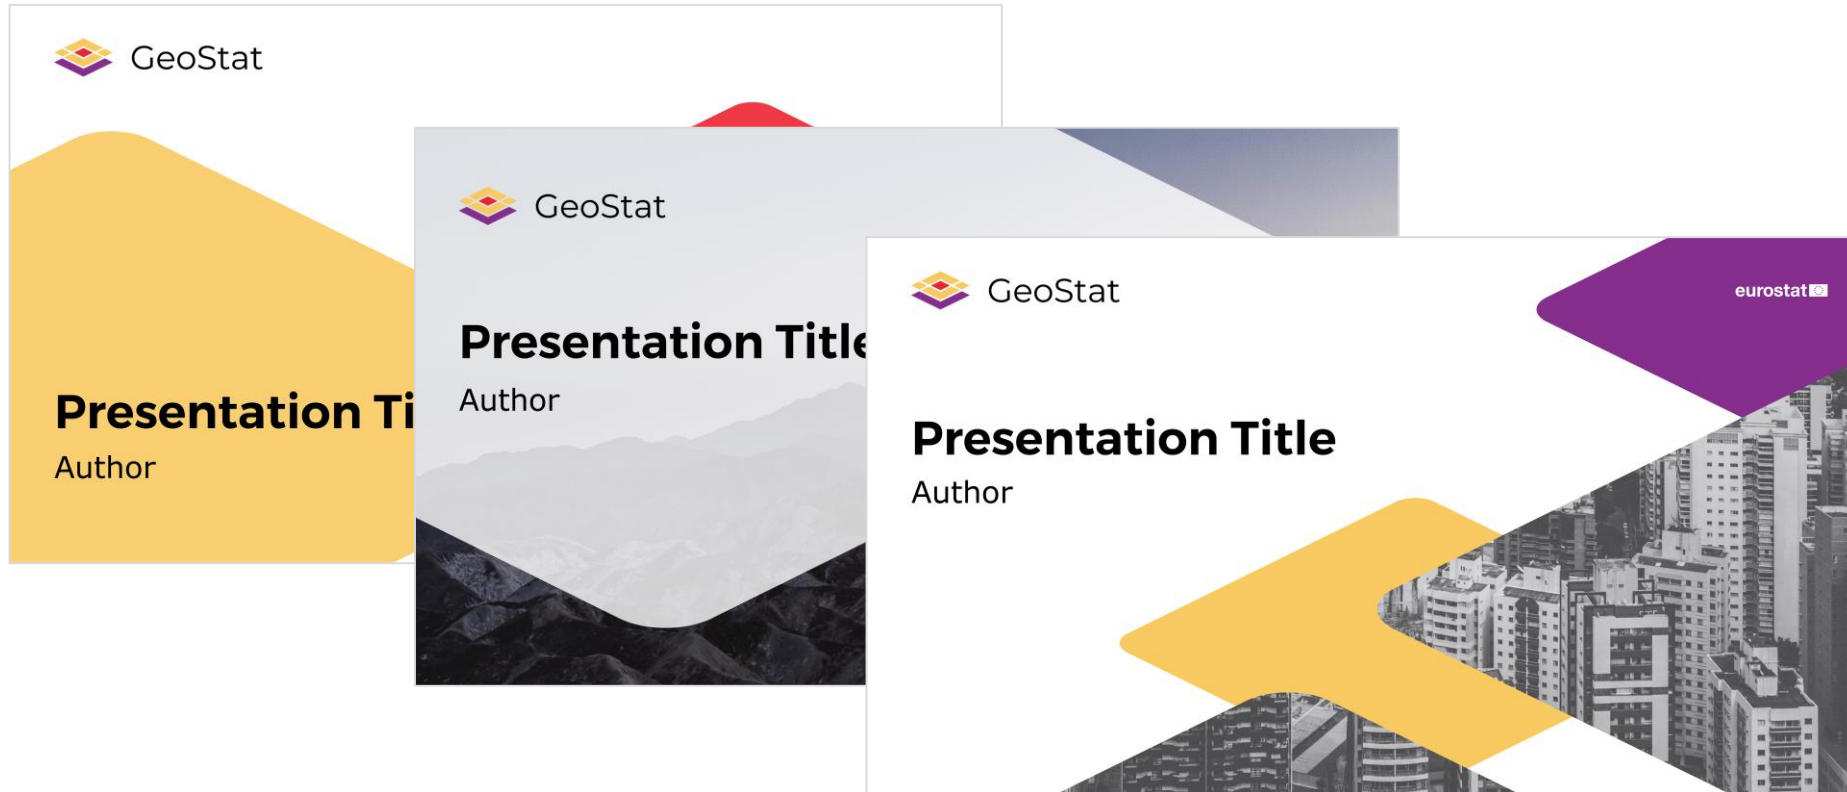 GeoStat
Presentation Ti
Author
GeoStat
Presentation Title
Author
GeoStat
eurostat
Presentation Title
Author